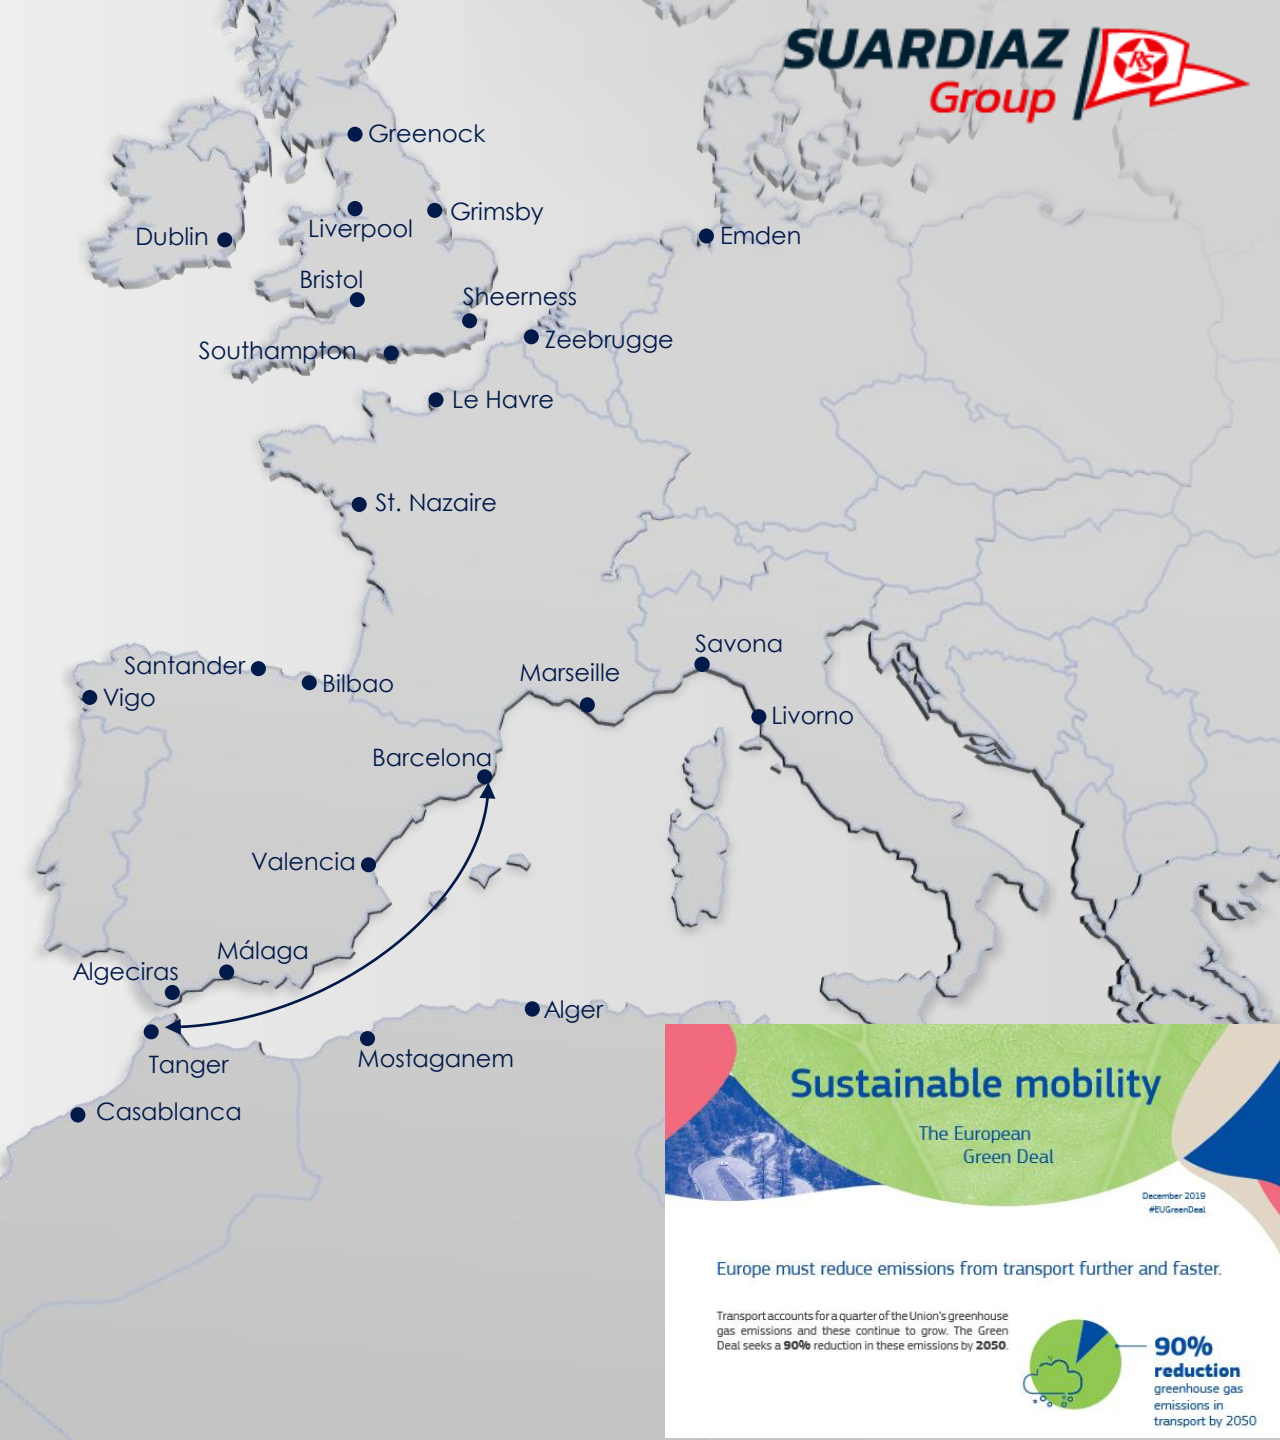 SUARDIAZ
Group
RS
Greenock
Grimsby
Liverpool
Dublin
Emden
Bristol
Sheerness
Zeebrugge
Southampton
Le Havre
St. Nazaire
Savona
Santander
Marseille
Bilbao
Vigo
Livorno
Barcelona
Valencia
Málaga
Algeciras
Alger
Mostaganem
Tanger
Casablanca
Sustainable mobility
The European
Green Deal
December 2019
#EUGreenDeal
Europe must reduce emissions from transport further and faster.
Transport accounts for a quarter of the Union's greenhouse
gas emissions and these continue to grow. The Green
Deal seeks a 90% reduction in these emissions by 2050.
90%
reduction
greenhouse gas
emissions in
transport by 2050